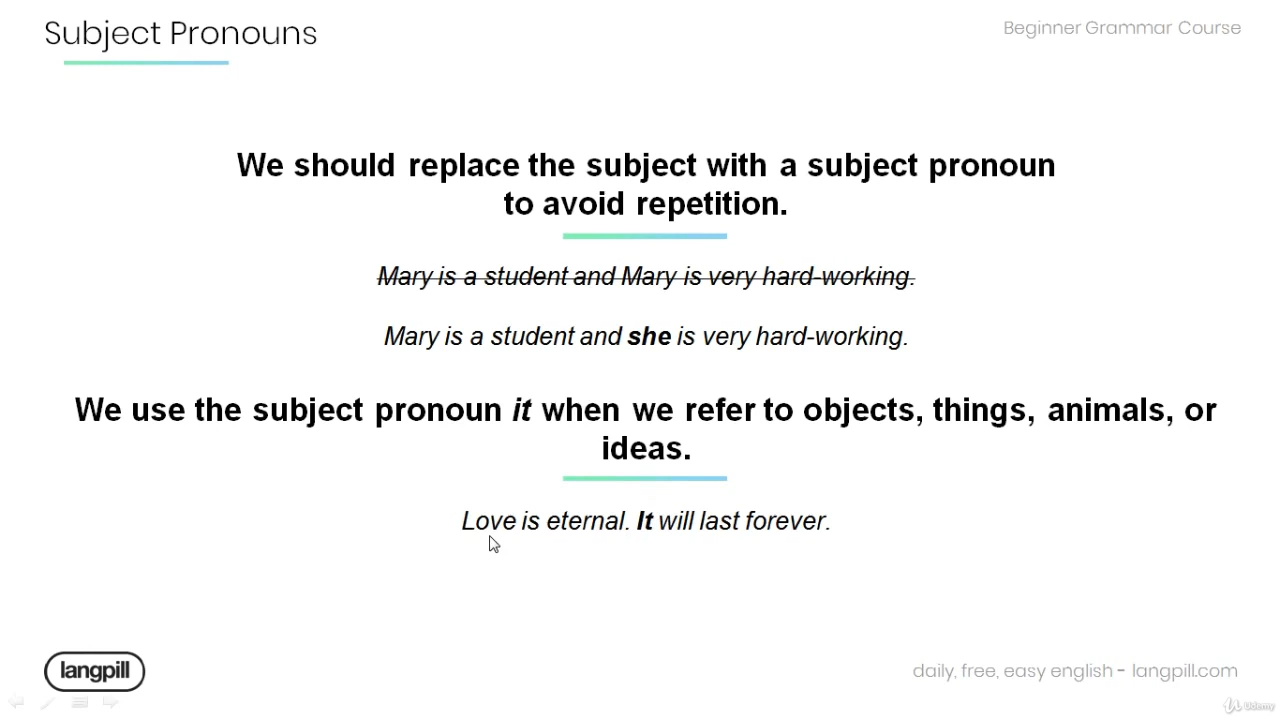 Subject Pronouns
Beginner Grammar Course
We should replace the subject with a subject pronoun
to avoid repetition.
Mary is a student and Mary is very hard-working.
Mary is a student and she is very hard-working.
We use the subject pronoun it when we refer to objects, things, animals, or
ideas.
Love is eternal. It will last forever.
langpill
daily, free, easy english - langpill.com
Udemy